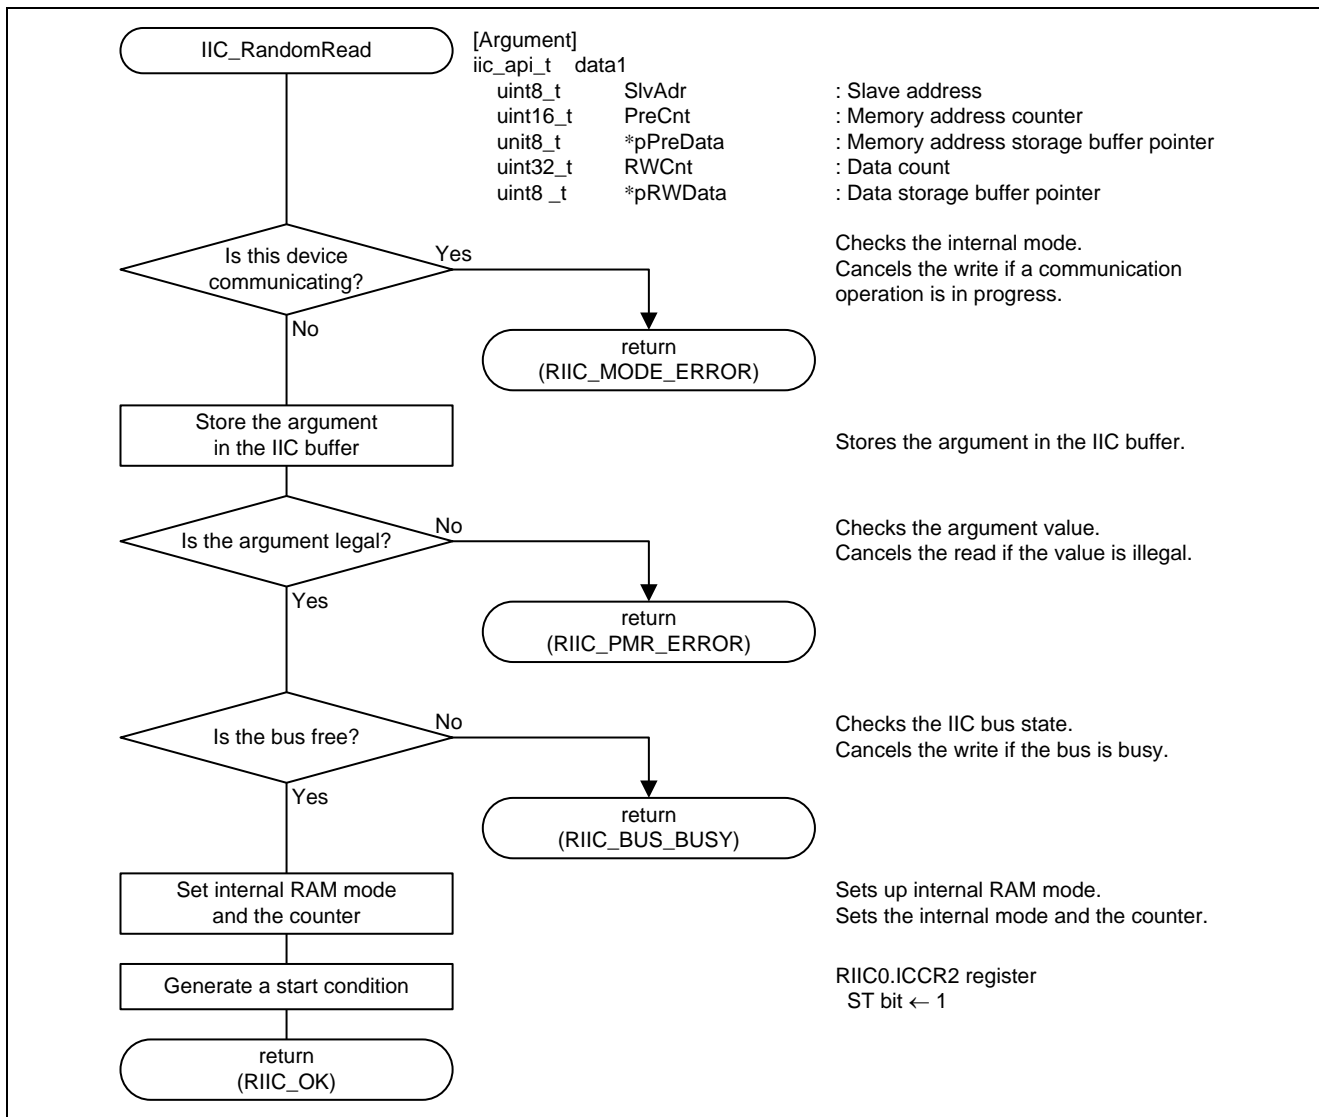 IIC_RandomRead
[Argument]
iic_api_t data1
uint8_t SlvAdr : Slave address
uint16_t PreCnt : Memory address counter
unit8_t *pPreData : Memory address storage buffer pointer
uint32_t RWCnt : Data count
uint8 _t *pRWData : Data storage buffer pointer
Is this device
communicating?
Yes
No
Checks the internal mode.
Cancels the write if a communication
operation is in progress.
return
(RIIC_MODE_ERROR)
Store the argument
in the IIC buffer
Stores the argument in the IIC buffer.
Is the argument legal?
No
Yes
Checks the argument value.
Cancels the read if the value is illegal.
return
(RIIC_PMR_ERROR)
Is the bus free?
No
Yes
Checks the IIC bus state.
Cancels the write if the bus is busy.
return
(RIIC_BUS_BUSY)
Set internal RAM mode
and the counter
Sets up internal RAM mode.
Sets the internal mode and the counter.
Generate a start condition
RIIC0.ICCR2 register
ST bit ← 1
return
(RIIC_OK)